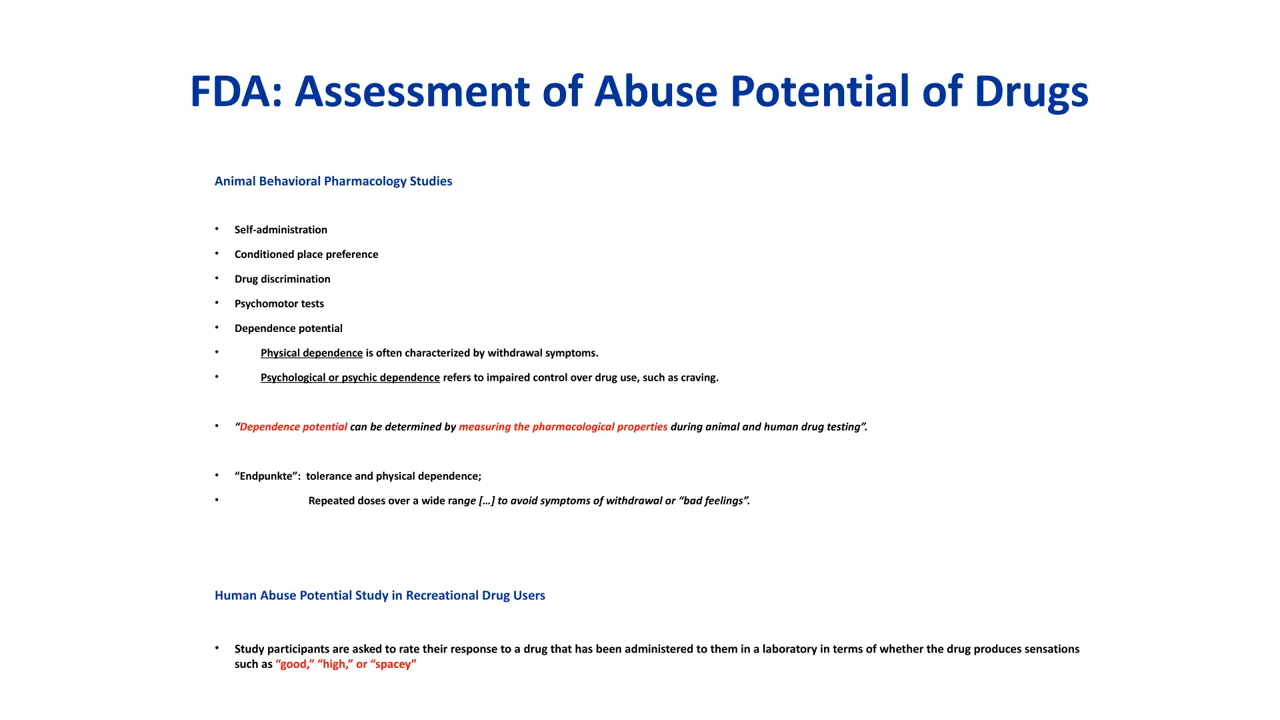 FDA: Assessment of Abuse Potential of Drugs
Animal Behavioral Pharmacology Studies
• Self-administration
• Conditioned place preference
• Drug discrimination
• Psychomotor tests
• Dependence potential
• Physical dependence is often characterized by withdrawal symptoms.
• Psychological or psychic dependence refers to impaired control over drug use, such as craving.
• “Dependence potential can be determined by measuring the pharmacological properties during animal and human drug testing”.
• “Endpunkte”: tolerance and physical dependence;
• Repeated doses over a wide range […] to avoid symptoms of withdrawal or “bad feelings”.
Human Abuse Potential Study in Recreational Drug Users
• Study participants are asked to rate their response to a drug that has been administered to them in a laboratory in terms of whether the drug produces sensations
such as “good,” “high,” or “spacey”